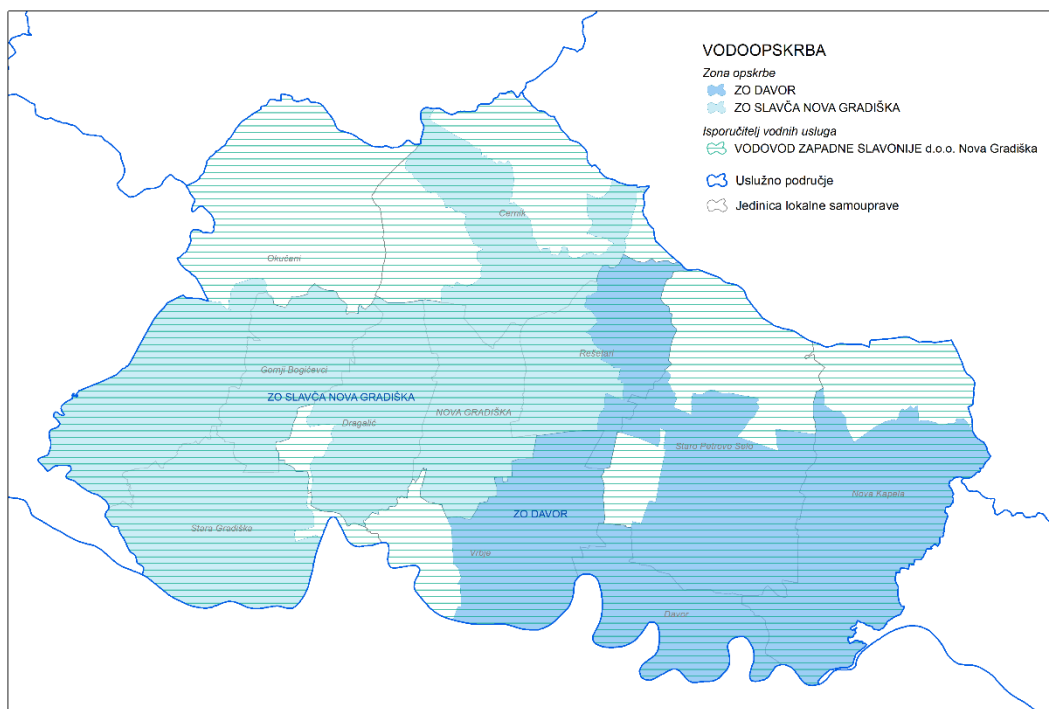 VODOOPSKRBA
Zona opskrbe
ZO DAVOR
ZO SLAVČA NOVA GRADIŠKA
Isporučitelj vodnih usluga
VODOVOD ZAPADNE SLAVONIJE d.o.o. Nova Gradiška
Uslužno područje
Jedinica lokalne samouprave
Cernik
Okučani
Rešetari
Gornji Bogićevci
ZO SLAVČA NOVA GRADIŠKA
NOVA GRADIŠKA
Dragalić
Staro Petrovo Selo
Nova Kapela
ZO DAVOR
Stara Gradiška
Vrbje
Davor